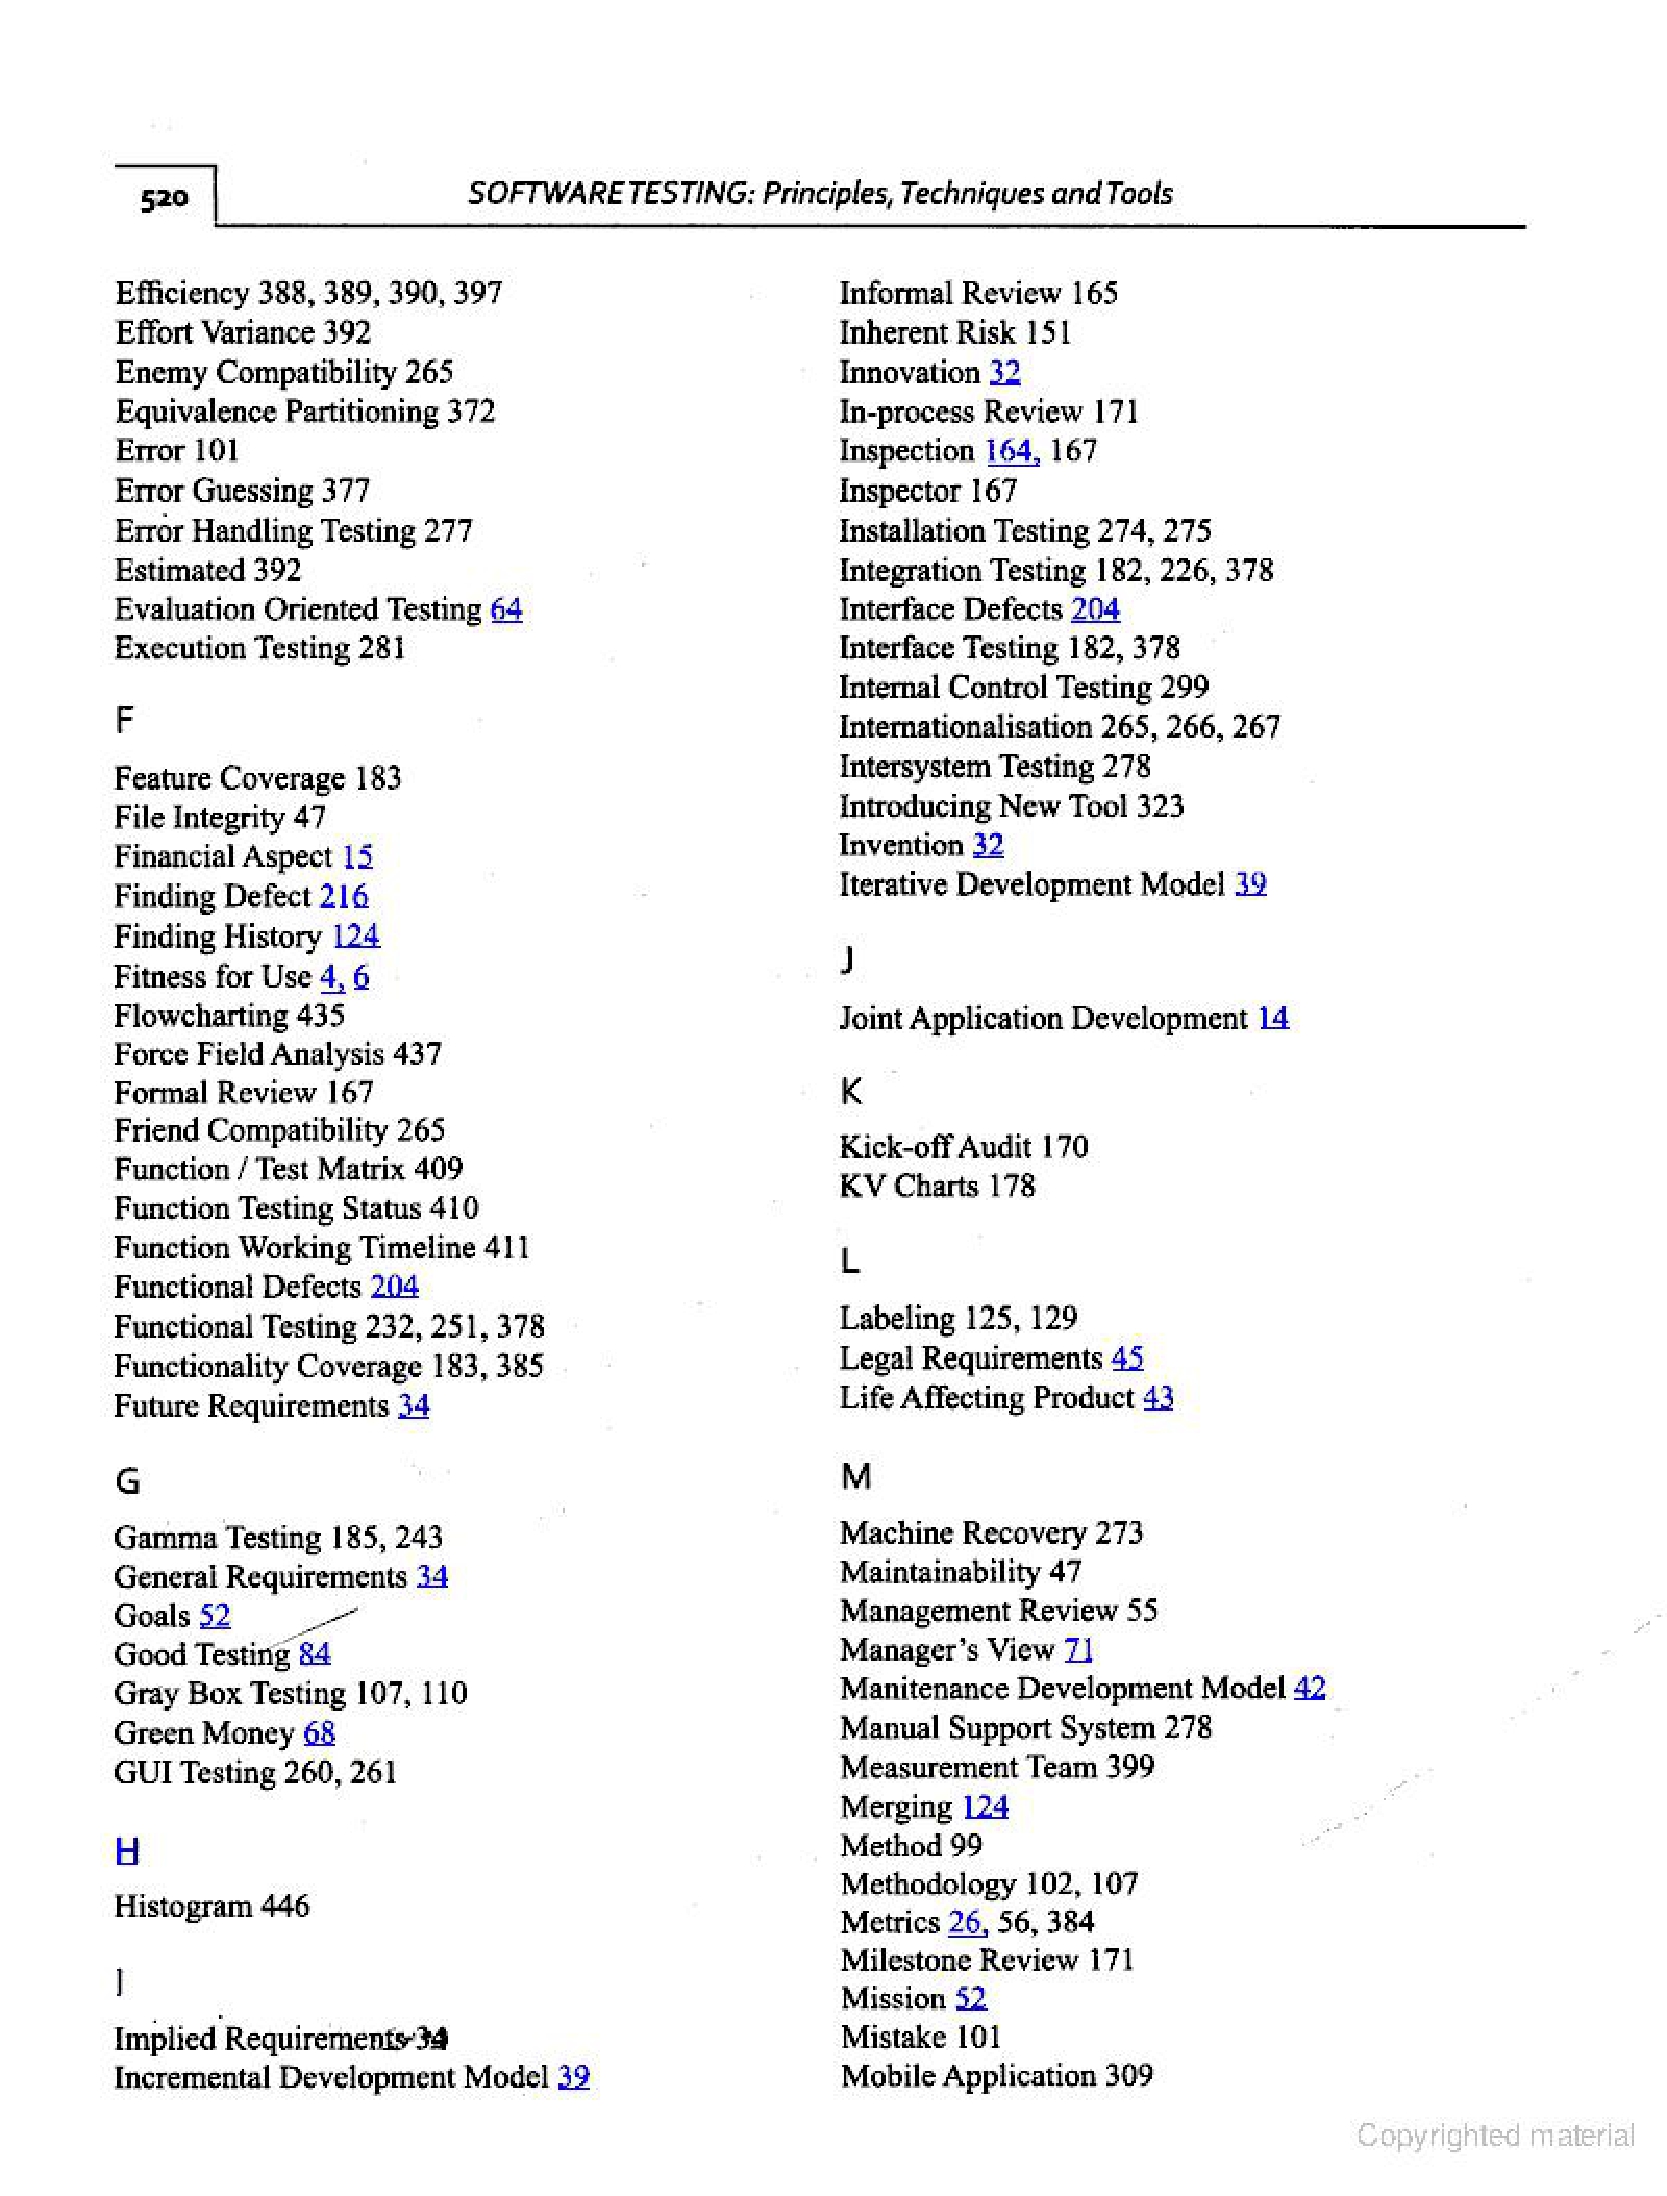 520
SOFTWARE TESTING: Principles, Techniques and Tools
Efficiency 388, 389, 390, 397
Effort Variance 392
Enemy Compatibility 265
Equivalence Partitioning 372
Error 101
Error Guessing 377
Error Handling Testing 277
Estimated 392
Evaluation Oriented Testing 64
Execution Testing 281
F
Feature Coverage 183
File Integrity 47
Financial Aspect 15
Finding Defect 216
Finding History 124
Fitness for Use 4, 6
Flowcharting 435
Force Field Analysis 437
Formal Review 167
Friend Compatibility 265
Function / Test Matrix 409
Function Testing Status 410
Function Working Timeline 411
Functional Defects 204
Functional Testing 232, 251, 378
Functionality Coverage 183, 385
Future Requirements 34
G
Gamma Testing 185, 243
General Requirements 34
Goals 52
Good Testing 84
Gray Box Testing 107, 110
Green Money 68
GUI Testing 260, 261
H
Histogram 446
I
Implied Requirements 34
Incremental Development Model 39
Informal Review 165
Inherent Risk 151
Innovation 32
In-process Review 171
Inspection 164, 167
Inspector 167
Installation Testing 274, 275
Integration Testing 182, 226, 378
Interface Defects 204
Interface Testing 182, 378
Internal Control Testing 299
Internationalisation 265, 266, 267
Intersystem Testing 278
Introducing New Tool 323
Invention 32
Iterative Development Model 39
J
Joint Application Development 14
K
Kick-off Audit 170
KV Charts 178
L
Labeling 125, 129
Legal Requirements 45
Life Affecting Product 43
M
Machine Recovery 273
Maintainability 47
Management Review 55
Manager's View 71
Manitenance Development Model 42
Manual Support System 278
Measurement Team 399
Merging 124
Method 99
Methodology 102, 107
Metrics 26, 56, 384
Milestone Review 171
Mission 52
Mistake 101
Mobile Application 309
Copyrighted material